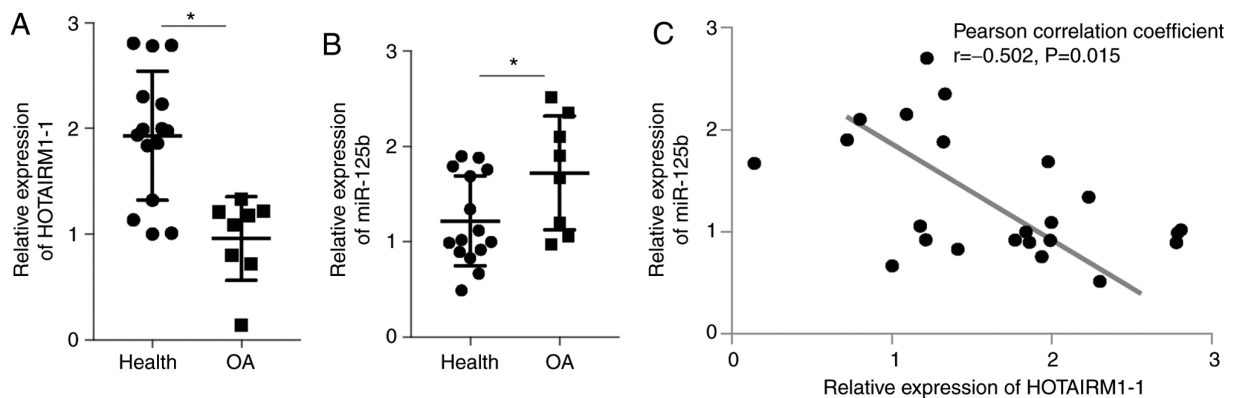 A
Relative expression
of HOTAIRM1-1
3
2
1
0
*
Health
OA
B
Relative expression
of miR-125b
3
2
1
0
*
Health
OA
C
Relative expression
of miR-125b
3
2
1
0
Pearson correlation coefficient
r=−0.502, P=0.015
0
1
2
3
Relative expression of HOTAIRM1-1